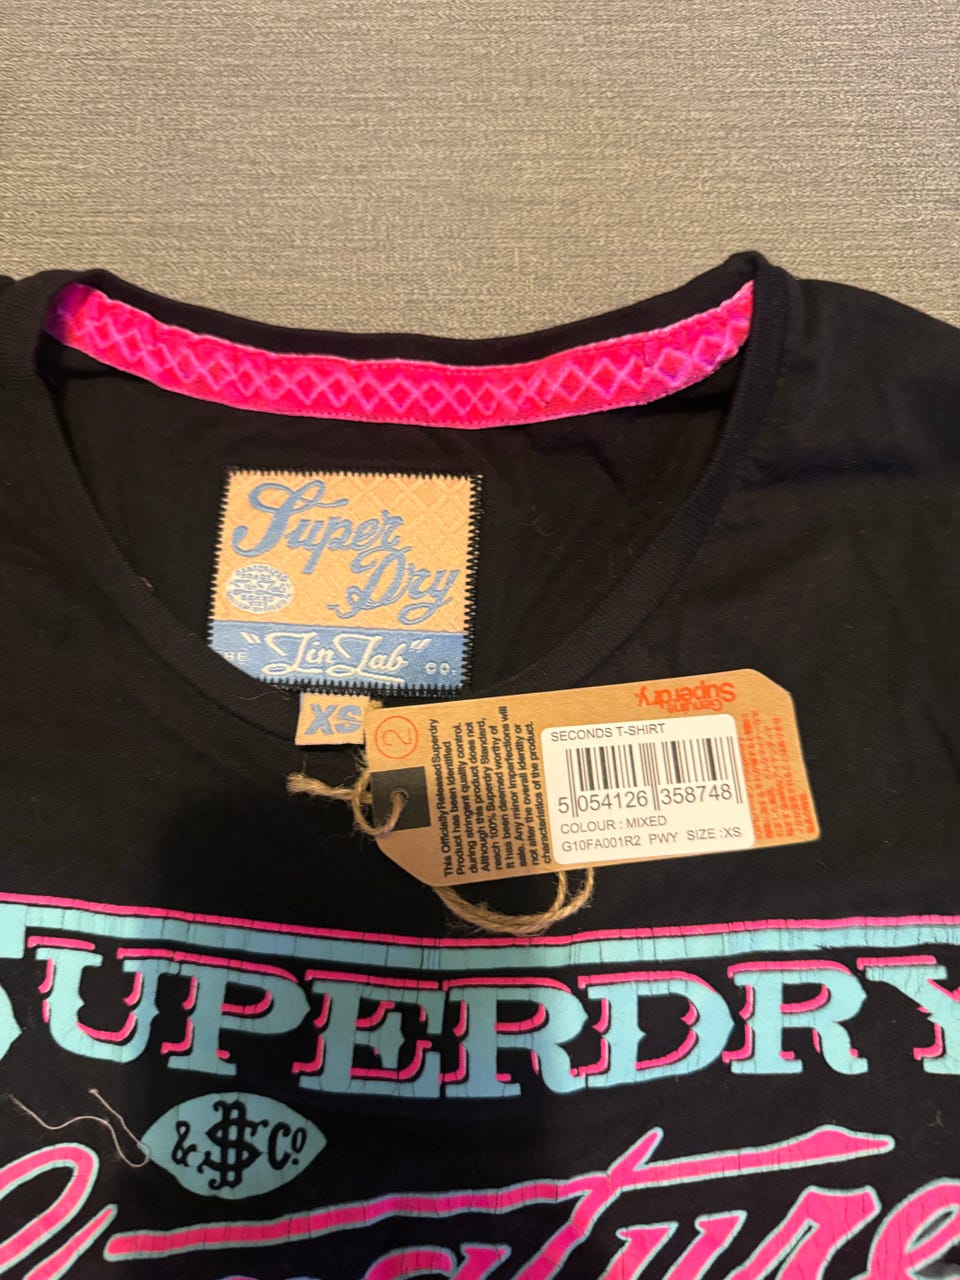 Super
Dry
"Tin Tab" CO.
XS
2
This Officially Released Superdry
Product has been identified
during stringent quality control.
Although this product does not
reach 100% Superdry Standard,
it has been deemed worthy of
sale. Any minor imperfections will
not alter the overall identity or
characteristics of the product.
Genuine
Superdry.
SECONDS T-SHIRT
5 054126 358748
COLOUR : MIXED
G10FA001R2 PWY SIZE :XS
SUPERDRY
& $ Co